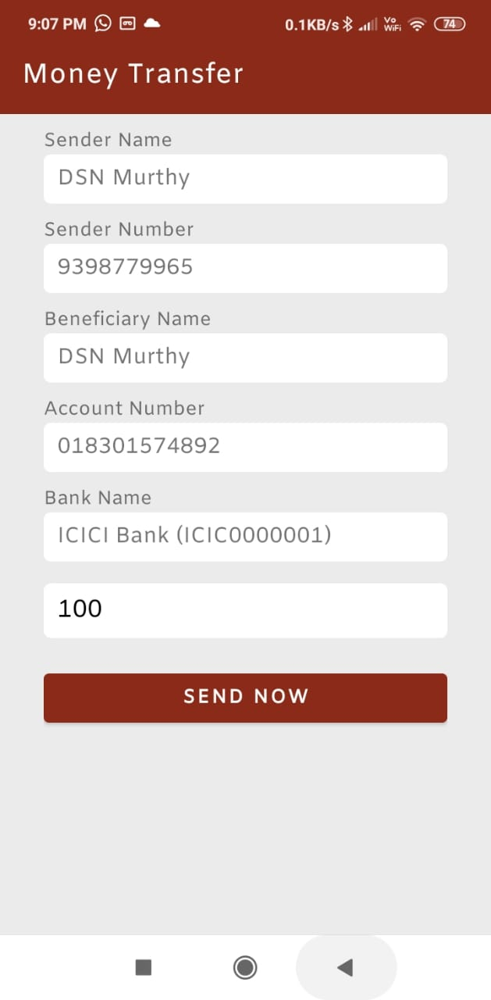 9:07 PM 0.1KB/s Vo WiFi 74
Money Transfer
Sender Name
DSN Murthy
Sender Number
9398779965
Beneficiary Name
DSN Murthy
Account Number
018301574892
Bank Name
ICICI Bank (ICIC0000001)
100
SEND NOW